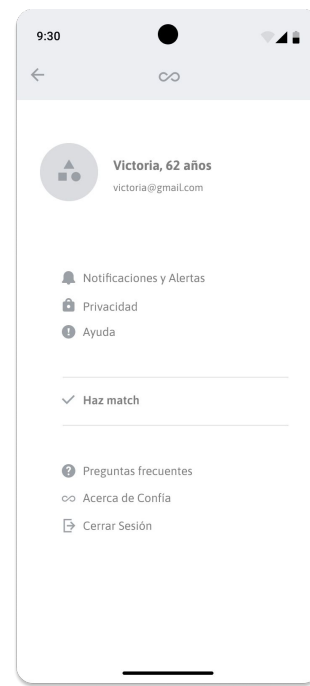 9:30
Victoria, 62 años
victoria@gmail.com
Notificaciones y Alertas
Privacidad
Ayuda
Haz match
Preguntas frecuentes
Acerca de Confía
Cerrar Sesión